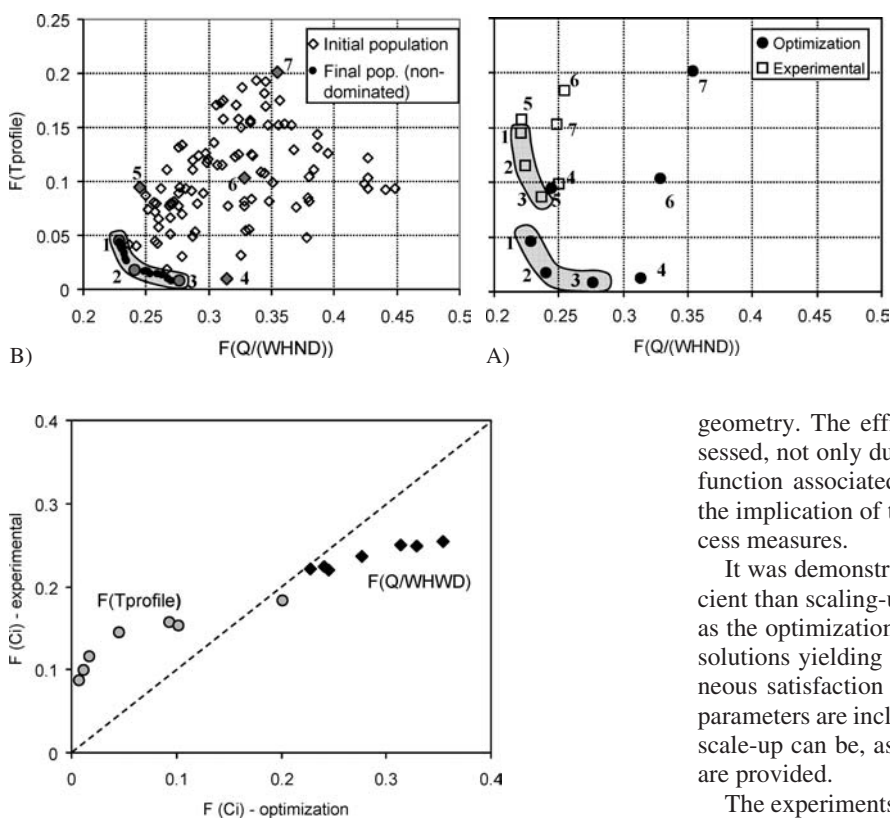 0.25
0.2
0.15
0.1
0.05
0
F(Tprofile)
Initial population
Final pop. (non-
dominated)
7
5
6
1
2
3
4
0.2 0.25 0.3 0.35 0.4 0.45 0.5
F(Q/(WHND))
B)
Optimization
Experimental
6
7
5
7
1
2
4
3
5
6
1
2
3
4
0.2 0.25 0.3 0.35 0.4 0.45 0.5
F(Q/(WHND))
A)
0.4
0.3
0.2
0.1
0
F (Ci) - experimental
F(Tprofile)
F(Q/WHWD)
0 0.1 0.2 0.3 0.4
F (Ci) - optimization
geometry. The effi
sessed, not only du
function associated
the implication of t
cess measures.
It was demonstr
cient than scaling-u
as the optimization
solutions yielding
neous satisfaction
parameters are incl
scale-up can be, as
are provided.
The experiments